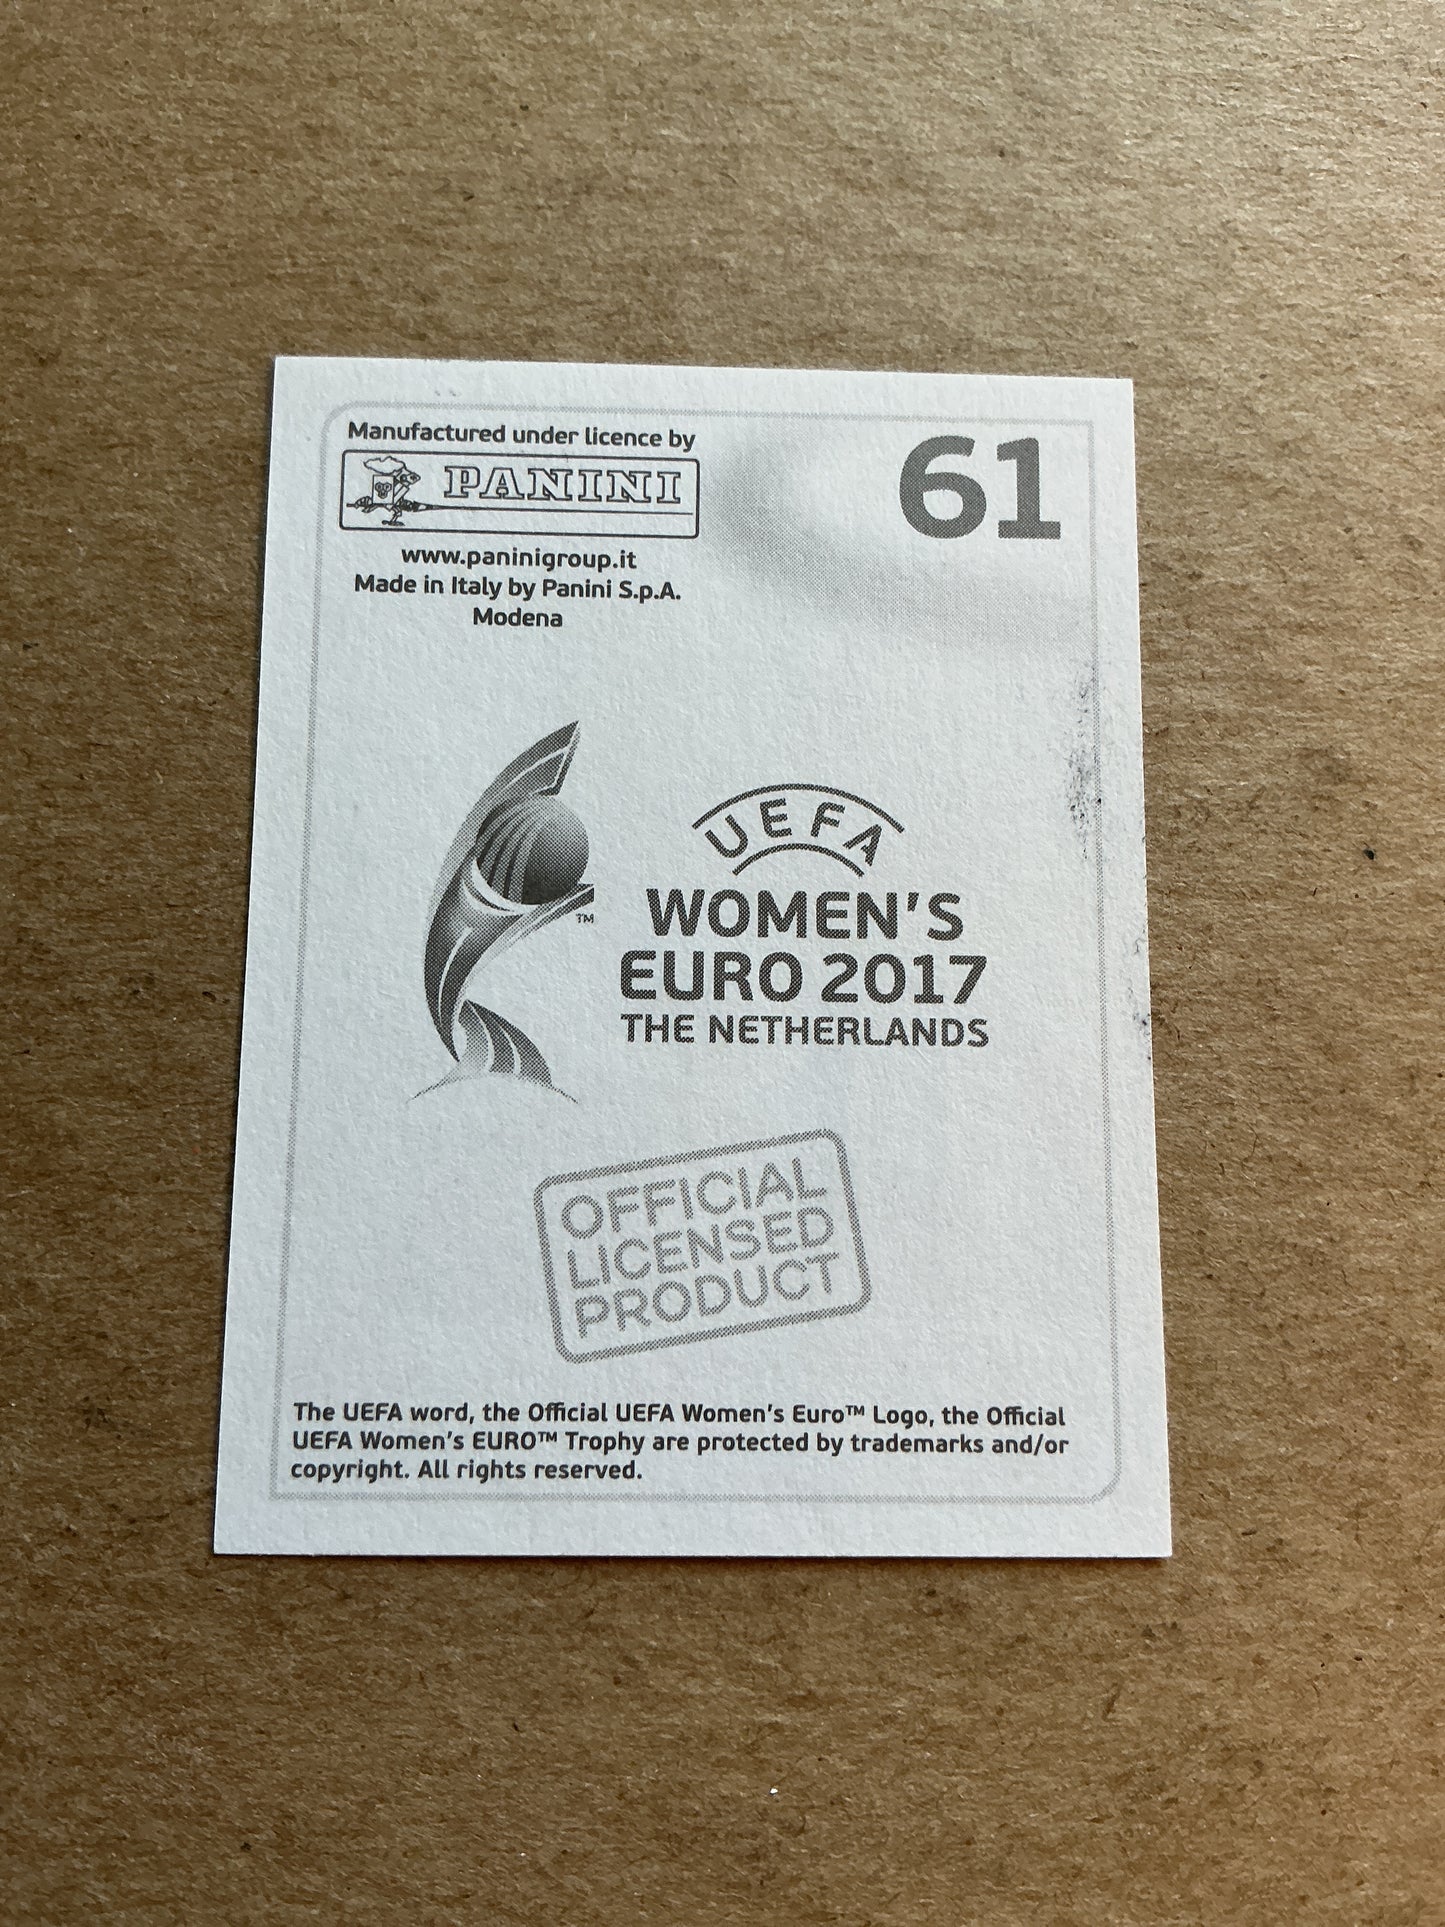 Manufactured under licence by
PANINI
www.paninigroup.it
Made in Italy by Panini S.p.A.
Modena
61
UEFA
WOMEN'S
EURO 2017
THE NETHERLANDS
TM
OFFICIAL
LICENSED
PRODUCT
The UEFA word, the Official UEFA Women's Euro™ Logo, the Official
UEFA Women's EURO™ Trophy are protected by trademarks and/or
copyright. All rights reserved.